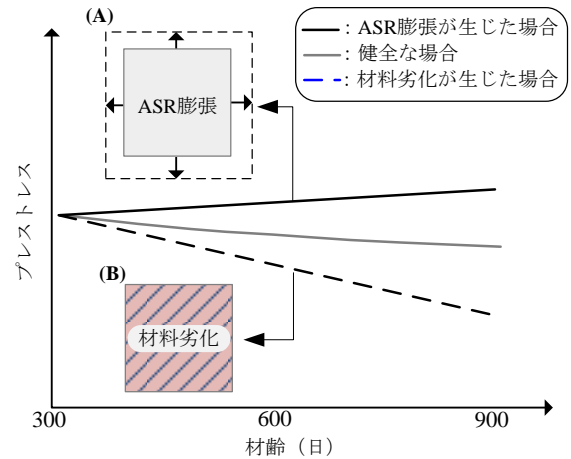 (A)
ASR膨張
: ASR膨張が生じた場合
: 健全な場合
: 材料劣化が生じた場合
プレストレス
(B)
材料劣化
300
600
900
材齢（日）